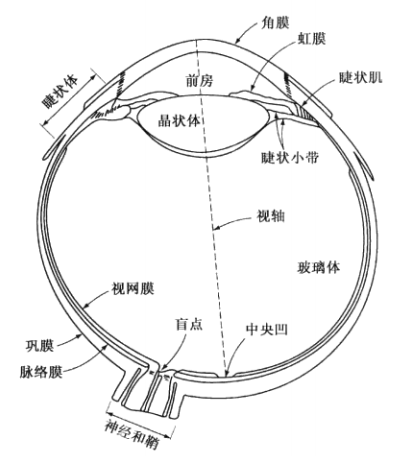 角膜
虹膜
前房
睫状体
睫状肌
晶状体
睫状小带
视轴
玻璃体
视网膜
盲点
中央凹
巩膜
脉络膜
神经和鞘